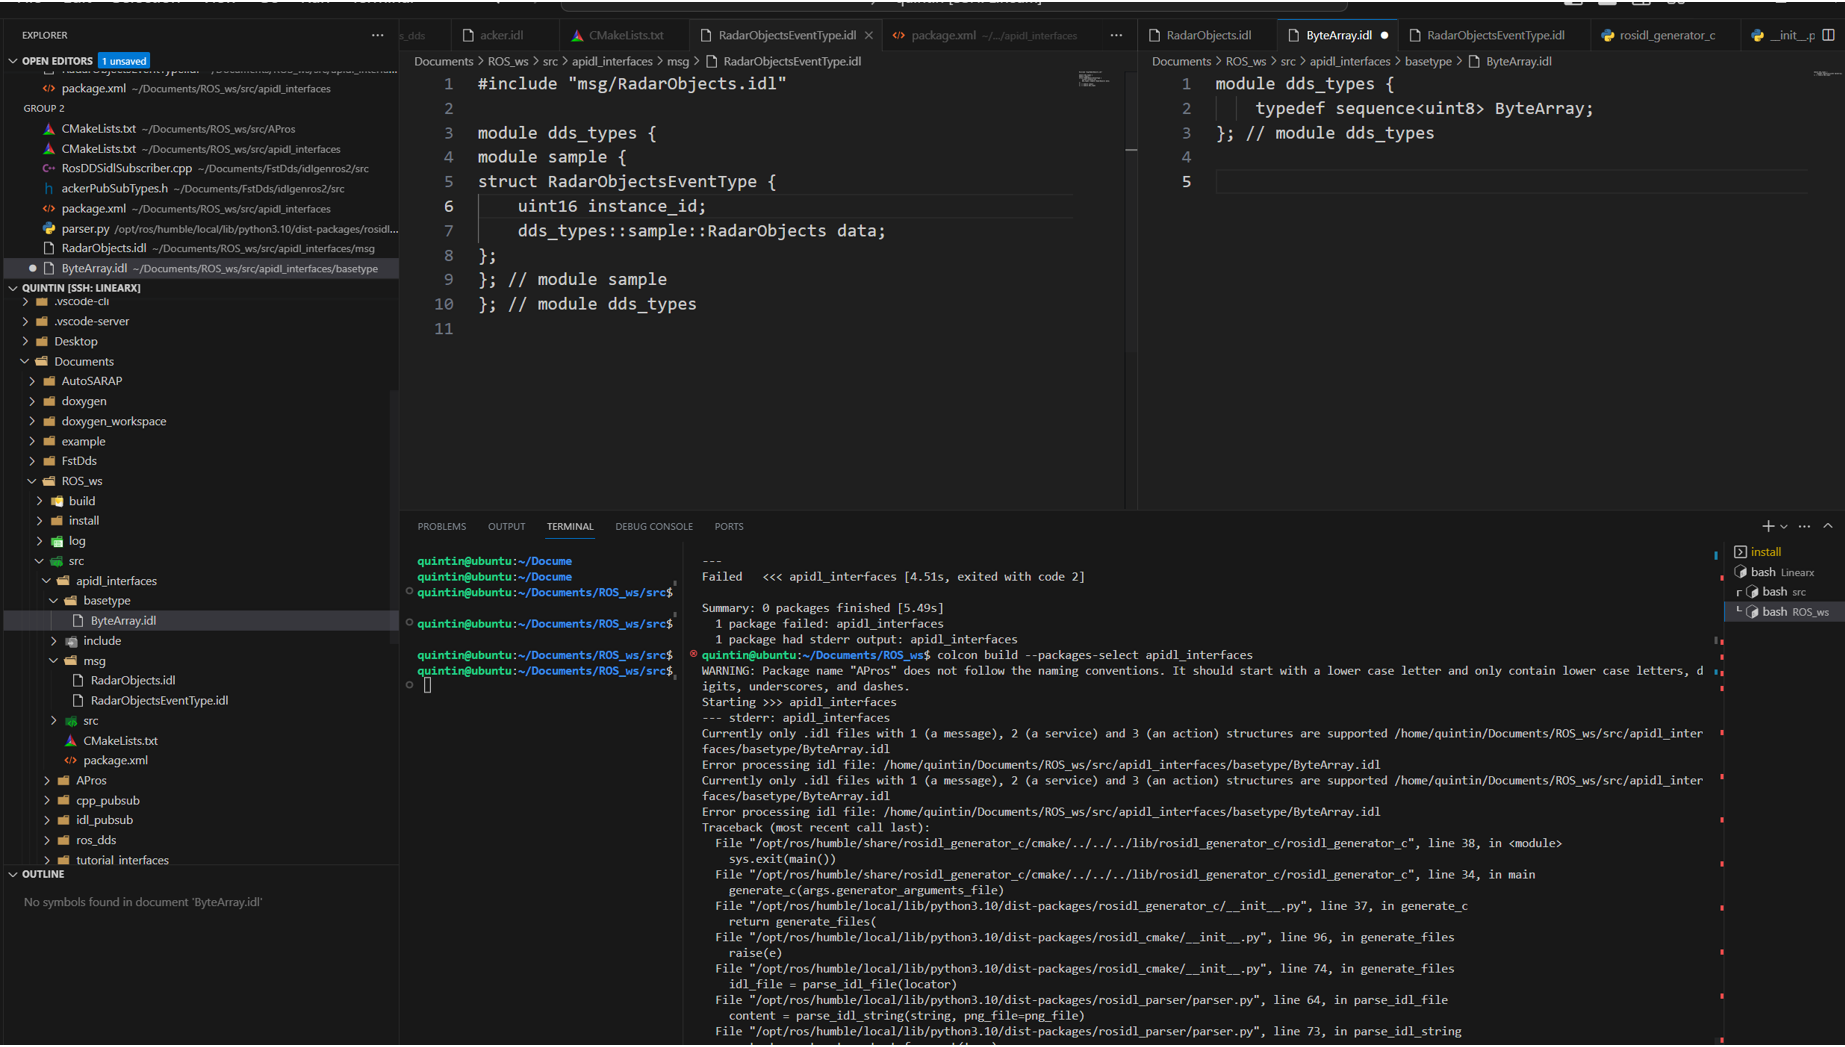 EXPLORER
OPEN EDITORS 1 unsaved
package.xml ~/Documents/ROS_ws/src/apidl_interfaces
GROUP 2
CMakeLists.txt ~/Documents/ROS_ws/src/APros
CMakeLists.txt ~/Documents/ROS_ws/src/apidl_interfaces
RosDDSidlSubscriber.cpp ~/Documents/FstDds/idlgenros2/src
ackerPubSubTypes.h ~/Documents/FstDds/idlgenros2/src
package.xml ~/Documents/ROS_ws/src/apidl_interfaces
parser.py /opt/ros/humble/local/lib/python3.10/dist-packages/rosidl...
RadarObjects.idl ~/Documents/ROS_ws/src/apidl_interfaces/msg
ByteArray.idl ~/Documents/ROS_ws/src/apidl_interfaces/basetype
QUINTIN [SSH: LINEARX]
.vscode-cli
.vscode-server
Desktop
Documents
AutoSARAP
doxygen
doxygen_workspace
example
FstDds
ROS_ws
build
install
log
src
apidl_interfaces
basetype
ByteArray.idl
include
msg
RadarObjects.idl
RadarObjectsEventType.idl
src
CMakeLists.txt
package.xml
APros
cpp_pubsub
idl_pubsub
ros_dds
tutorial_interfaces
OUTLINE
No symbols found in document 'ByteArray.idl'
s_dds acker.idl CMakeLists.txt RadarObjectsEventType.idl package.xml ~/.../apidl_interfaces
Documents > ROS_ws > src > apidl_interfaces > msg > RadarObjectsEventType.idl
1 #include "msg/RadarObjects.idl"
2
3 module dds_types {
4 module sample {
5 struct RadarObjectsEventType {
6 uint16 instance_id;
7 dds_types::sample::RadarObjects data;
8 };
9 }; // module sample
10 }; // module dds_types
11
RadarObjects.idl ByteArray.idl RadarObjectsEventType.idl rosidl_generator_c __init__.p
Documents > ROS_ws > src > apidl_interfaces > basetype > ByteArray.idl
1 module dds_types {
2 typedef sequence<uint8> ByteArray;
3 }; // module dds_types
4
5
PROBLEMS OUTPUT TERMINAL DEBUG CONSOLE PORTS
quintin@ubuntu:~/Docume
quintin@ubuntu:~/Docume
quintin@ubuntu:~/Documents/ROS_ws/src$
quintin@ubuntu:~/Documents/ROS_ws/src$
quintin@ubuntu:~/Documents/ROS_ws/src$
quintin@ubuntu:~/Documents/ROS_ws/src$
---
Failed <<< apidl_interfaces [4.51s, exited with code 2]
Summary: 0 packages finished [5.49s]
1 package failed: apidl_interfaces
1 package had stderr output: apidl_interfaces
quintin@ubuntu:~/Documents/ROS_ws$ colcon build --packages-select apidl_interfaces
WARNING: Package name "APros" does not follow the naming conventions. It should start with a lower case letter and only contain lower case letters, d
igits, underscores, and dashes.
Starting >>> apidl_interfaces
--- stderr: apidl_interfaces
Currently only .idl files with 1 (a message), 2 (a service) and 3 (an action) structures are supported /home/quintin/Documents/ROS_ws/src/apidl_inter
faces/basetype/ByteArray.idl
Error processing idl file: /home/quintin/Documents/ROS_ws/src/apidl_interfaces/basetype/ByteArray.idl
Currently only .idl files with 1 (a message), 2 (a service) and 3 (an action) structures are supported /home/quintin/Documents/ROS_ws/src/apidl_inter
faces/basetype/ByteArray.idl
Error processing idl file: /home/quintin/Documents/ROS_ws/src/apidl_interfaces/basetype/ByteArray.idl
Traceback (most recent call last):
File "/opt/ros/humble/share/rosidl_generator_c/cmake/../../../lib/rosidl_generator_c/rosidl_generator_c", line 38, in <module>
sys.exit(main())
File "/opt/ros/humble/share/rosidl_generator_c/cmake/../../../lib/rosidl_generator_c/rosidl_generator_c", line 34, in main
generate_c(args.generator_arguments_file)
File "/opt/ros/humble/local/lib/python3.10/dist-packages/rosidl_generator_c/__init__.py", line 37, in generate_c
return generate_files(
File "/opt/ros/humble/local/lib/python3.10/dist-packages/rosidl_cmake/__init__.py", line 96, in generate_files
raise(e)
File "/opt/ros/humble/local/lib/python3.10/dist-packages/rosidl_cmake/__init__.py", line 74, in generate_files
idl_file = parse_idl_file(locator)
File "/opt/ros/humble/local/lib/python3.10/dist-packages/rosidl_parser/parser.py", line 64, in parse_idl_file
content = parse_idl_string(string, png_file=png_file)
File "/opt/ros/humble/local/lib/python3.10/dist-packages/rosidl_parser/parser.py", line 73, in parse_idl_string
install
bash Linearx
bash src
bash ROS_ws